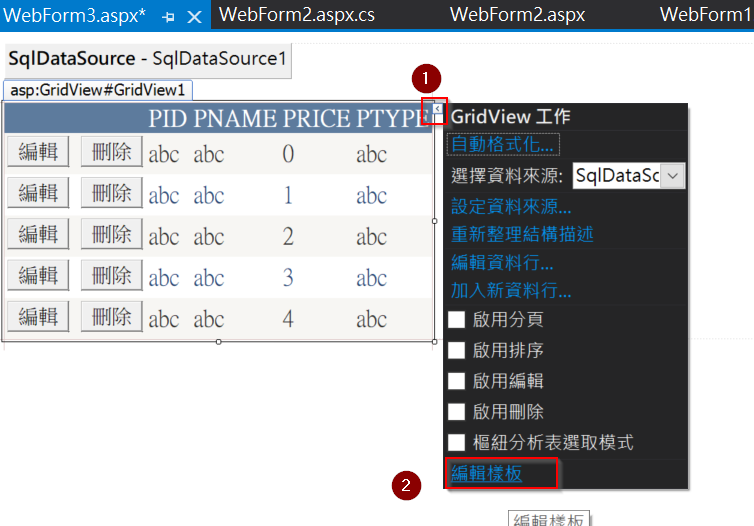 WebForm3.aspx* WebForm2.aspx.cs WebForm2.aspx WebForm1
SqlDataSource - SqlDataSource1
asp:GridView#GridView1
1
PID PNAME PRICE PTYPE
編輯 刪除 abc abc 0 abc
編輯 刪除 abc abc 1 abc
編輯 刪除 abc abc 2 abc
編輯 刪除 abc abc 3 abc
編輯 刪除 abc abc 4 abc
GridView 工作
自動格式化...
選擇資料來源: SqlDataSc
設定資料來源...
重新整理結構描述
編輯資料行...
加入新資料行...
啟用分頁
啟用排序
啟用編輯
啟用刪除
樞紐分析表選取模式
2
編輯樣板
編輯樣板